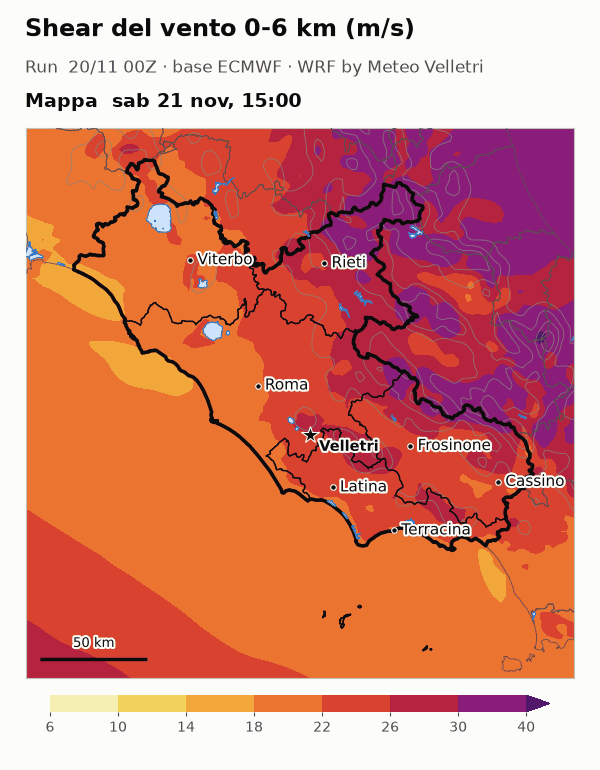 Shear del vento 0-6 km (m/s)
Run  20/11 00Z · base ECMWF · WRF by Meteo Velletri
Mappa  sab 21 nov, 15:00
Viterbo
Rieti
Roma
Velletri
Frosinone
Cassino
Latina
Terracina
50 km
6 10 14 18 22 26 30 40